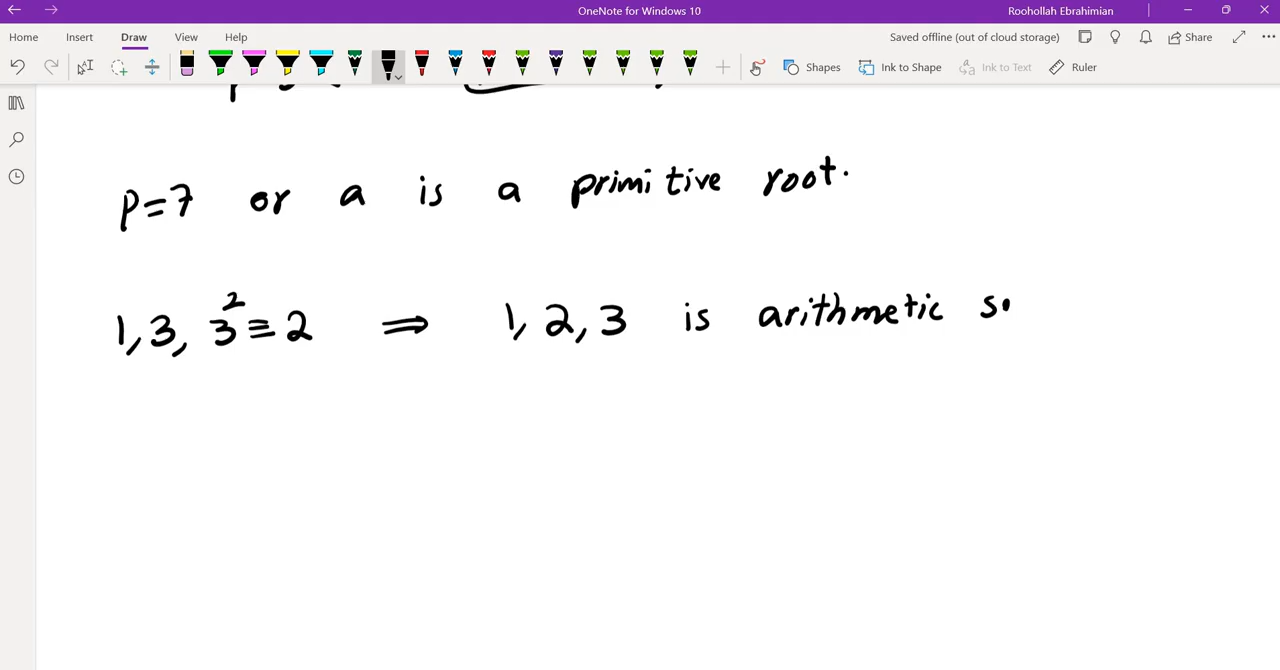 OneNote for Windows 10
Roohollah Ebrahimian
Home Insert Draw View Help
Saved offline (out of cloud storage)
Share
Shapes
Ink to Shape
Ink to Text
Ruler
p=7 or a is a primitive root.
1, 3, 3² ≡ 2 ⇒ 1, 2, 3 is arithmetic s